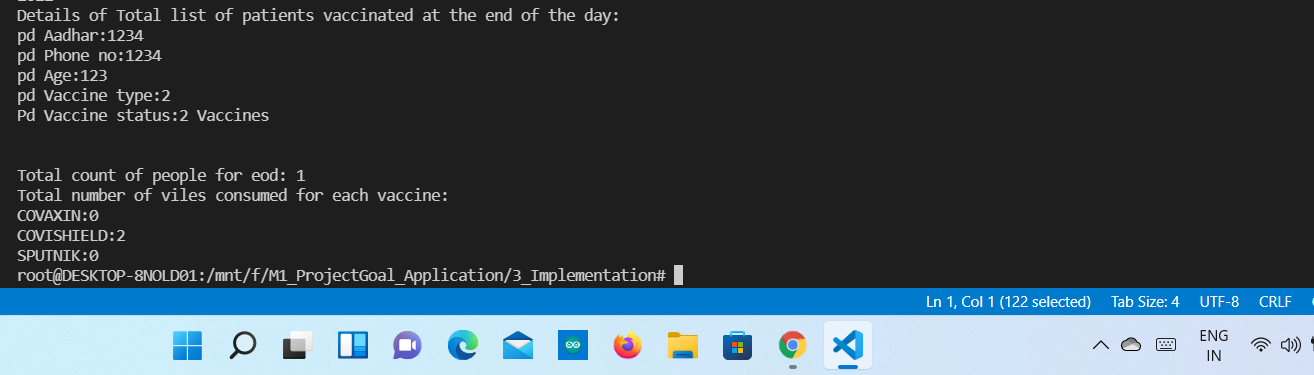 Details of Total list of patients vaccinated at the end of the day:
pd Aadhar:1234
pd Phone no:1234
pd Age:123
pd Vaccine type:2
Pd Vaccine status:2 Vaccines
Total count of people for eod: 1
Total number of viles consumed for each vaccine:
COVAXIN:0
COVISHIELD:2
SPUTNIK:0
root@DESKTOP-8NOLD01:/mnt/f/M1_ProjectGoal_Application/3_Implementation#
Ln 1, Col 1 (122 selected) Tab Size: 4 UTF-8 CRLF
ENG
IN